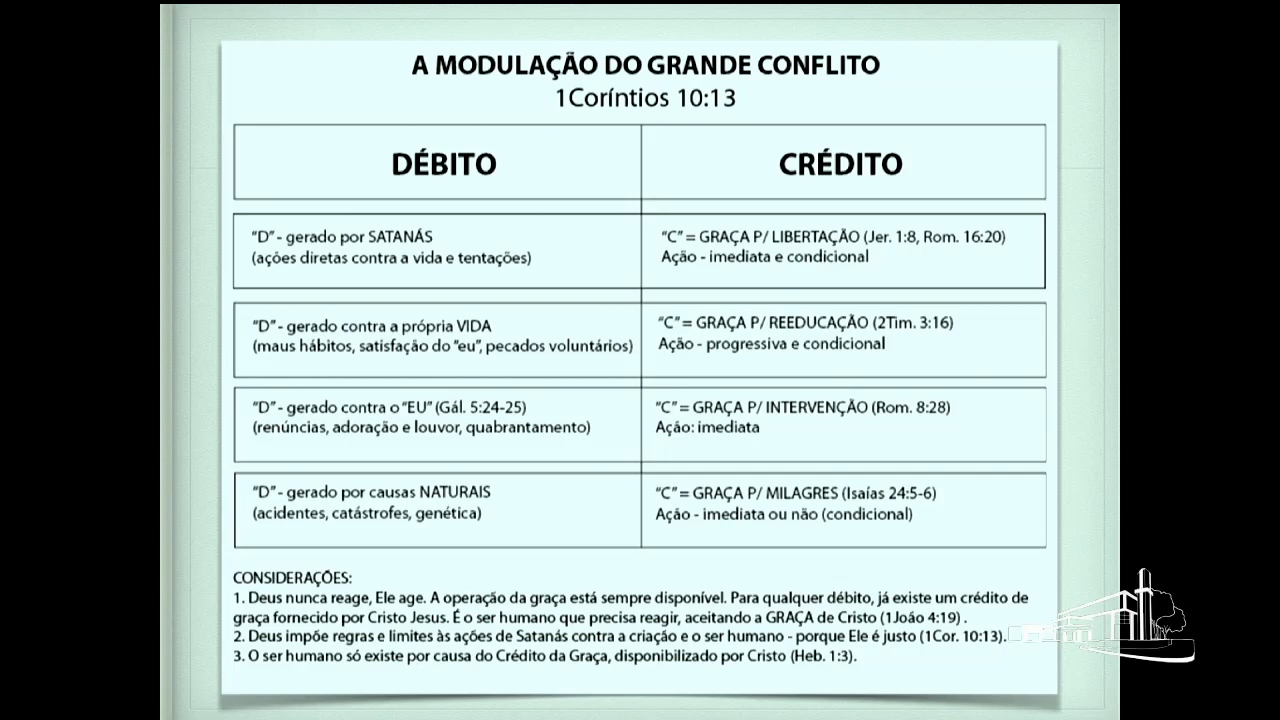 A MODULAÇÃO DO GRANDE CONFLITO
1Coríntios 10:13
DÉBITO
CRÉDITO
“D” - gerado por SATANÁS
(ações diretas contra a vida e tentações)
“C” = GRAÇA P/ LIBERTAÇÃO (Jer. 1:8, Rom. 16:20)
Ação - imediata e condicional
“D” - gerado contra a própria VIDA
(maus hábitos, satisfação do “eu”, pecados voluntários)
“C” = GRAÇA P/ REEDUCAÇÃO (2Tim. 3:16)
Ação - progressiva e condicional
“D” - gerado contra o “EU” (Gál. 5:24-25)
(renúncias, adoração e louvor, quabrantamento)
“C” = GRAÇA P/ INTERVENÇÃO (Rom. 8:28)
Ação: imediata
“D” - gerado por causas NATURAIS
(acidentes, catástrofes, genética)
“C” = GRAÇA P/ MILAGRES (Isaías 24:5-6)
Ação - imediata ou não (condicional)
CONSIDERAÇÕES:
1. Deus nunca reage, Ele age. A operação da graça está sempre disponível. Para qualquer débito, já existe um crédito de
graça fornecido por Cristo Jesus. É o ser humano que precisa reagir, aceitando a GRAÇA de Cristo (1João 4:19) .
2. Deus impõe regras e limites às ações de Satanás contra a criação e o ser humano - porque Ele é justo (1Cor. 10:13).
3. O ser humano só existe por causa do Crédito da Graça, disponibilizado por Cristo (Heb. 1:3).